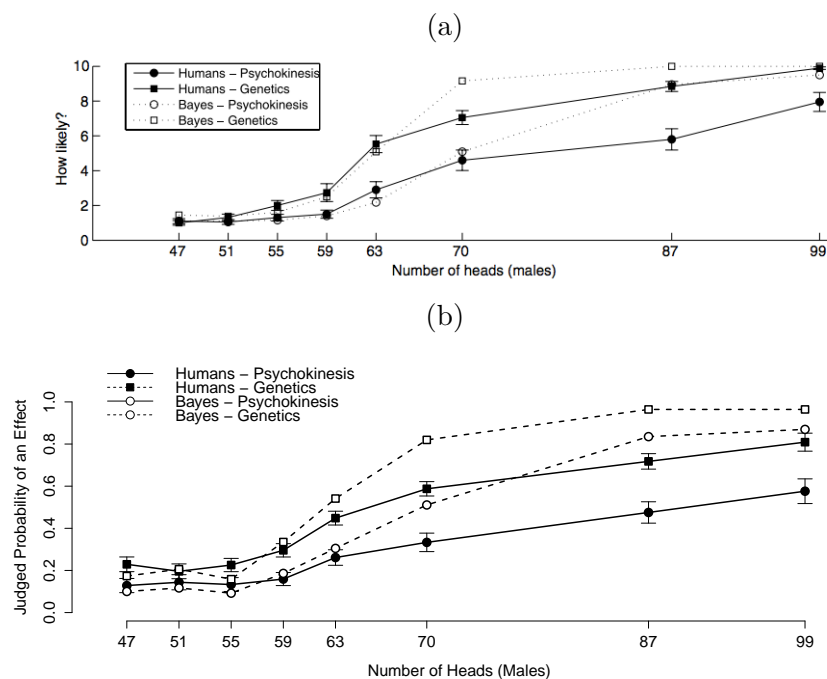 (a)
10
8
6
4
2
0
How likely?
Humans – Psychokinesis
Humans – Genetics
Bayes – Psychokinesis
Bayes – Genetics
47 51 55 59 63 70 87 99
Number of heads (males)
(b)
Humans – Psychokinesis
Humans – Genetics
Bayes – Psychokinesis
Bayes – Genetics
Judged Probability of an Effect
1.0
0.8
0.6
0.4
0.2
0.0
47 51 55 59 63 70 87 99
Number of Heads (Males)